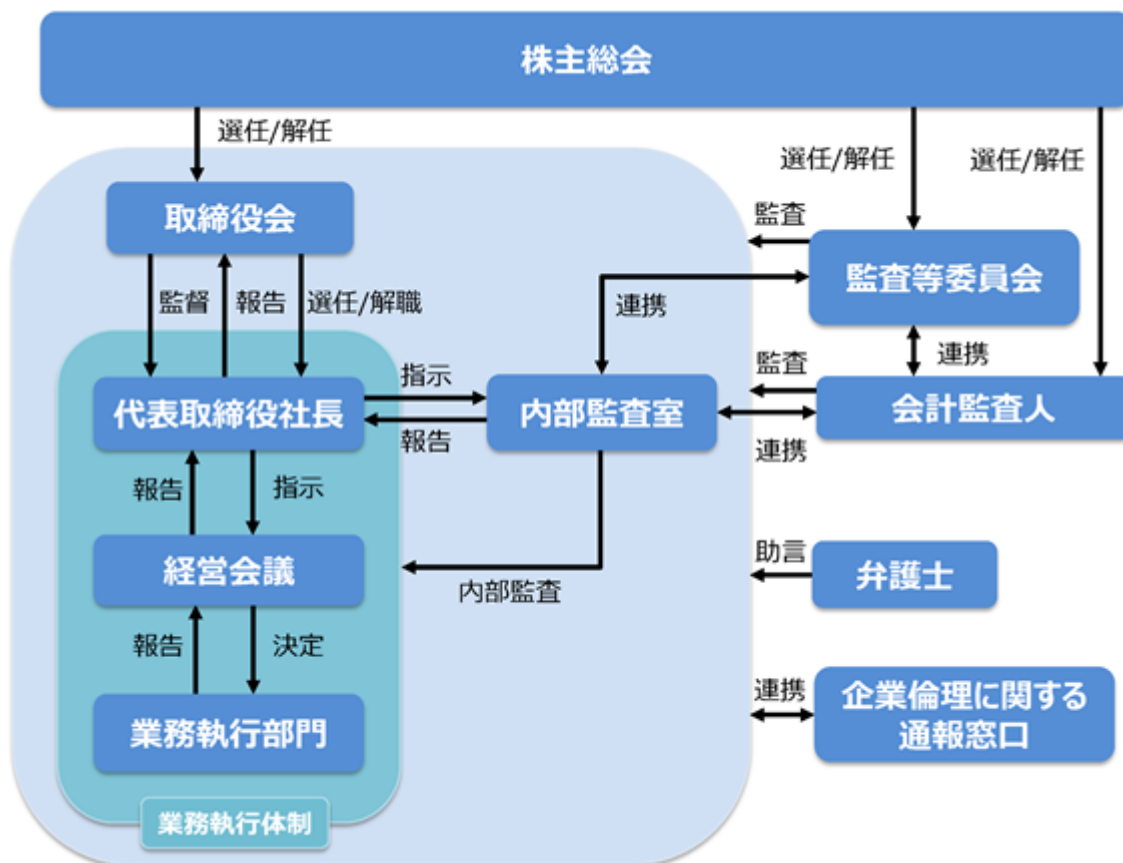 株主総会
選任/解任
選任/解任
選任/解任
取締役会
監査
監査等委員会
監督
報告
選任/解職
連携
連携
指示
監査
代表取締役社長
内部監査室
会計監査人
報告
連携
報告
指示
経営会議
助言
弁護士
内部監査
報告
決定
業務執行部門
連携
企業倫理に関する
通報窓口
業務執行体制